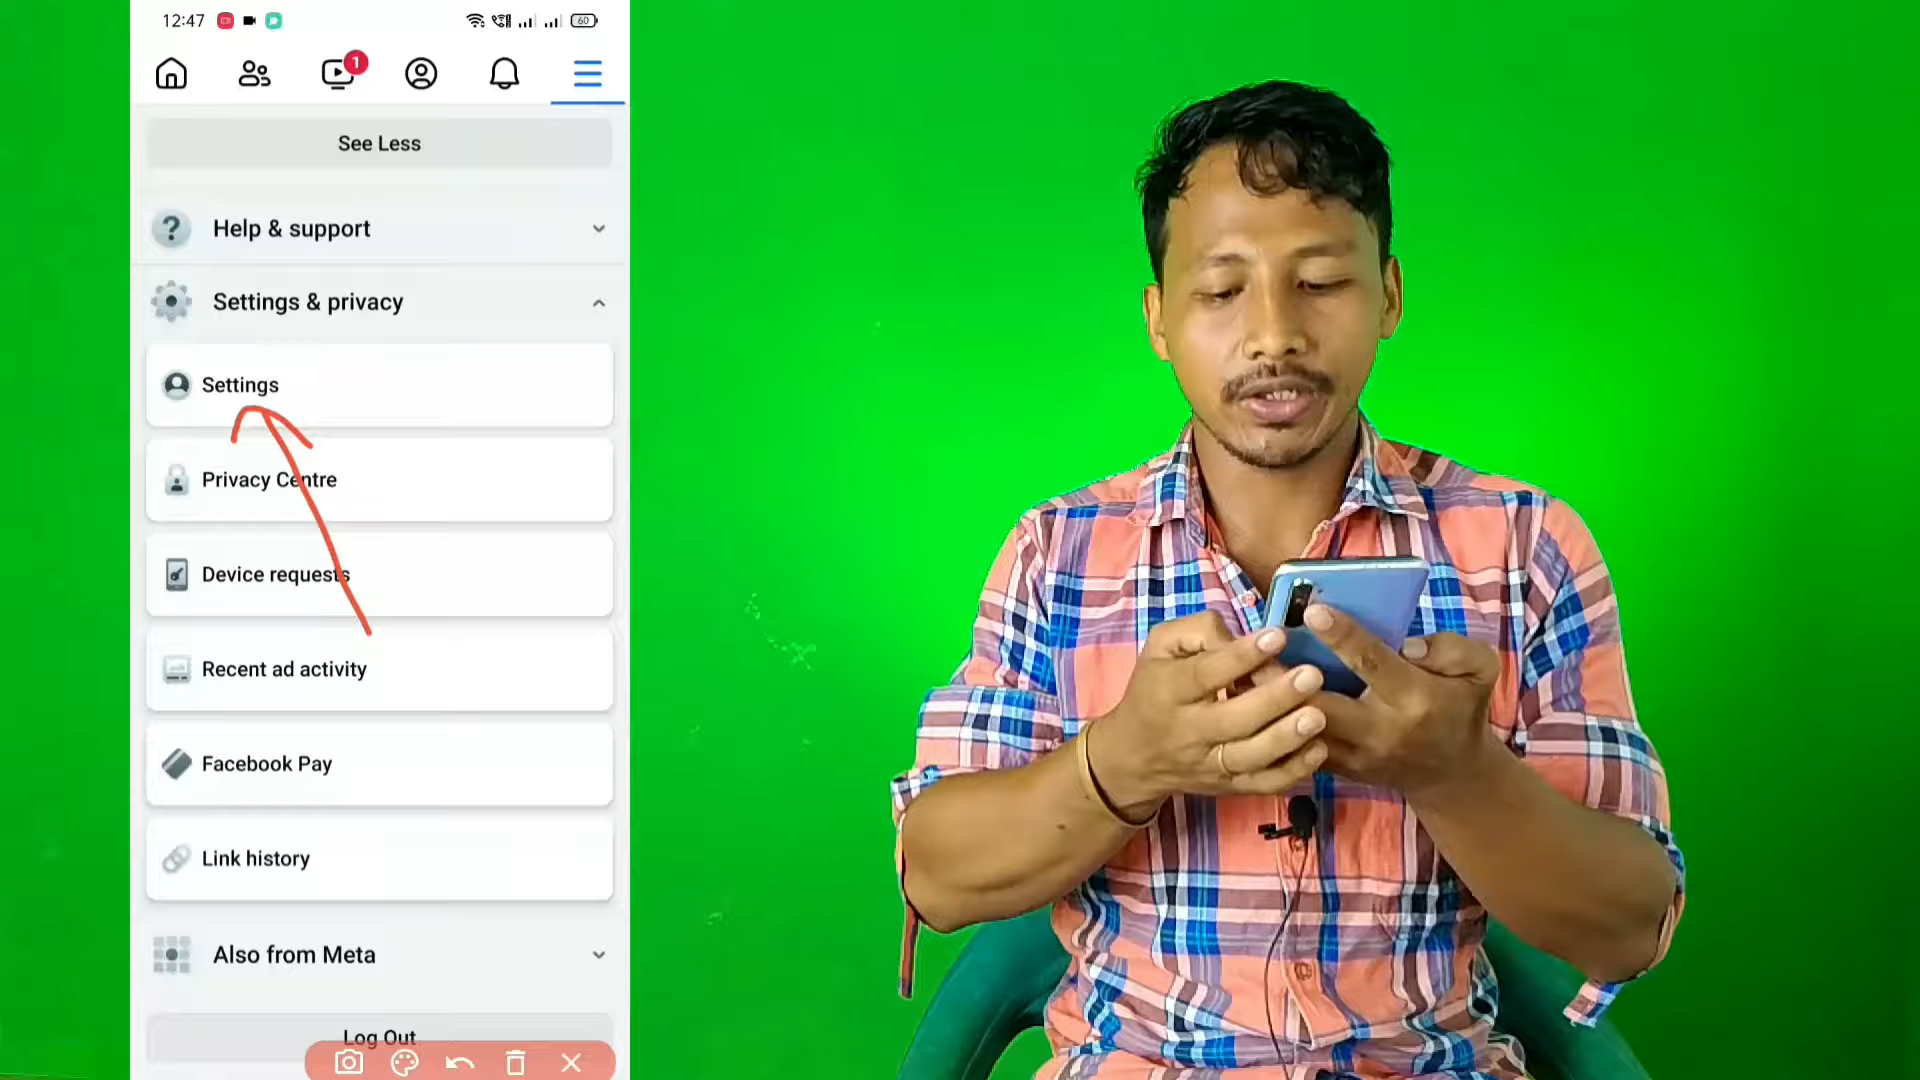 12:47
60
1
See Less
Help & support
Settings & privacy
Settings
Privacy Centre
Device requests
Recent ad activity
Facebook Pay
Link history
Also from Meta
Log Out